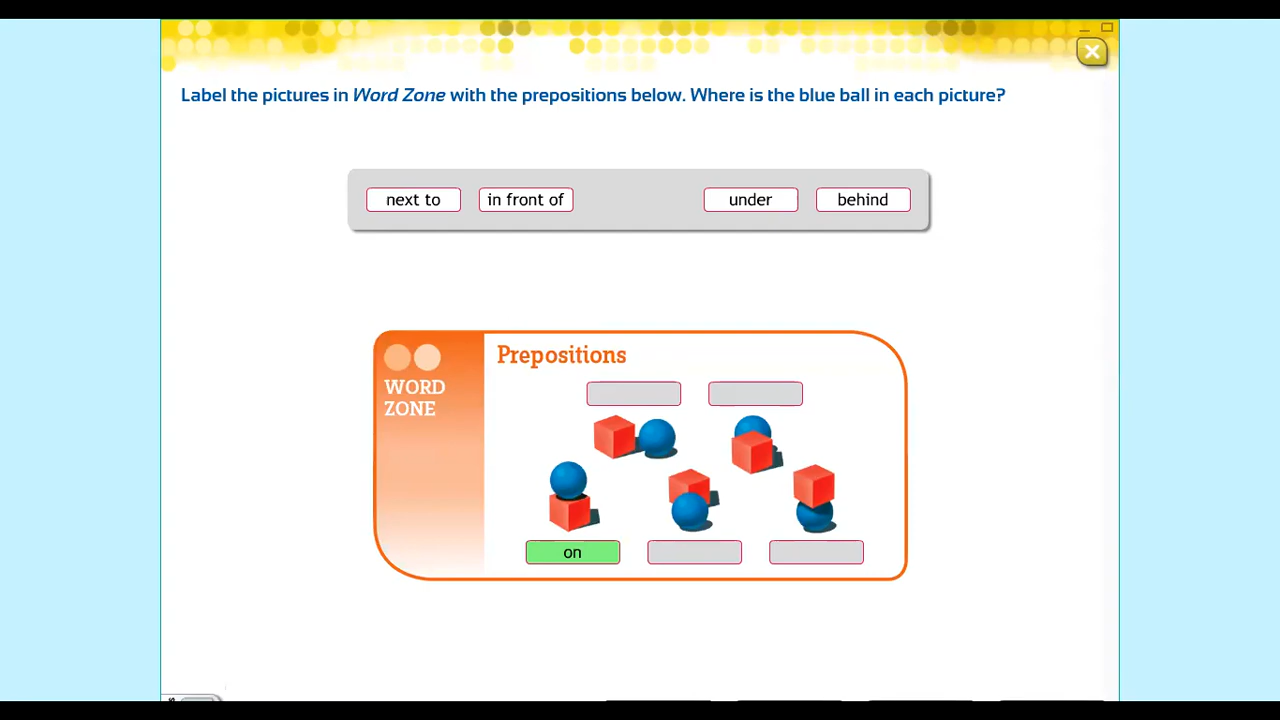 Label the pictures in Word Zone with the prepositions below. Where is the blue ball in each picture?
next to in front of under behind
Prepositions
WORD
ZONE
on